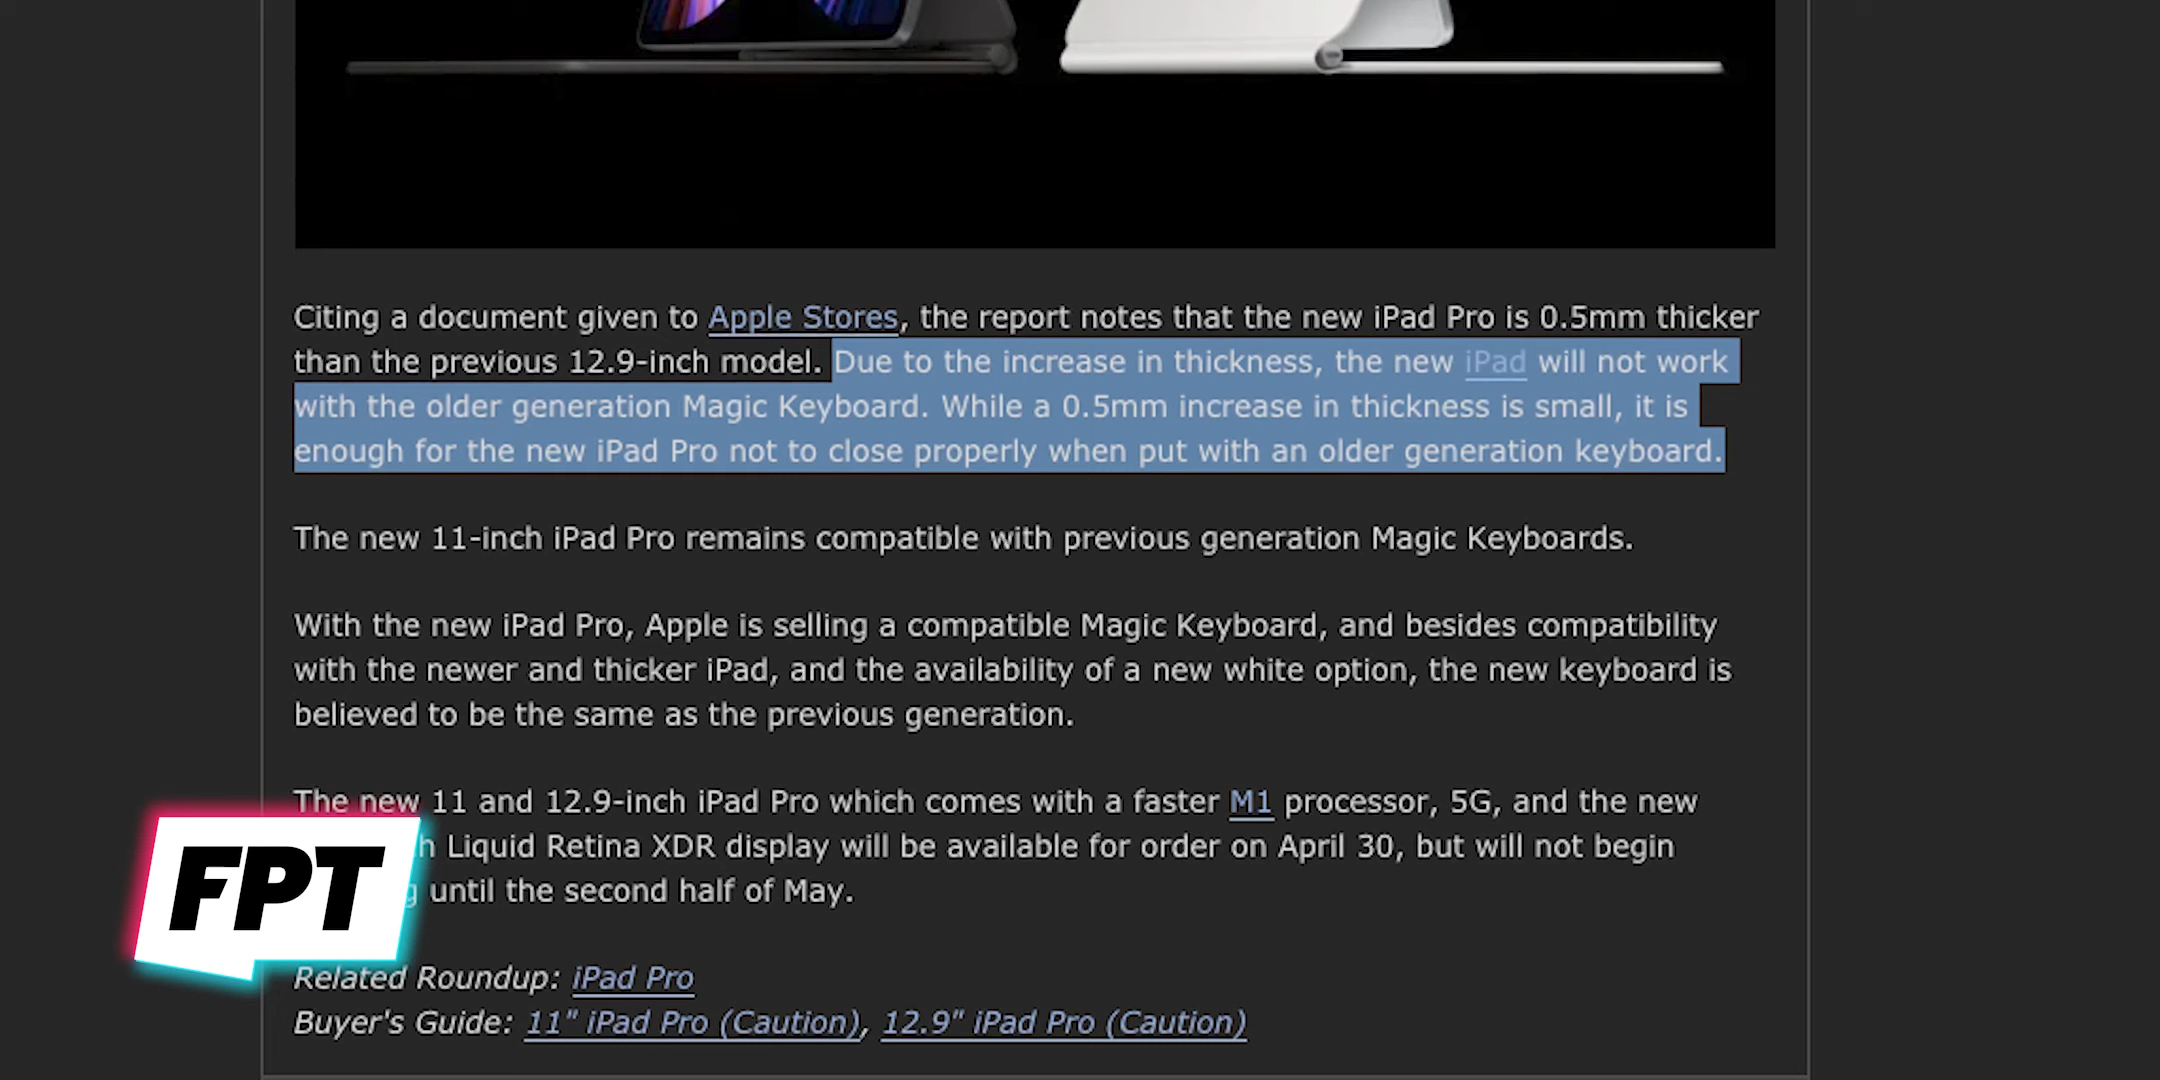 Citing a document given to Apple Stores, the report notes that the new iPad Pro is 0.5mm thicker
than the previous 12.9-inch model. Due to the increase in thickness, the new iPad will not work
with the older generation Magic Keyboard. While a 0.5mm increase in thickness is small, it is
enough for the new iPad Pro not to close properly when put with an older generation keyboard.
The new 11-inch iPad Pro remains compatible with previous generation Magic Keyboards.
With the new iPad Pro, Apple is selling a compatible Magic Keyboard, and besides compatibility
with the newer and thicker iPad, and the availability of a new white option, the new keyboard is
believed to be the same as the previous generation.
The new 11 and 12.9-inch iPad Pro which comes with a faster M1 processor, 5G, and the new
Liquid Retina XDR display will be available for order on April 30, but will not begin
until the second half of May.
FPT
Related Roundup: iPad Pro
Buyer's Guide: 11" iPad Pro (Caution), 12.9" iPad Pro (Caution)